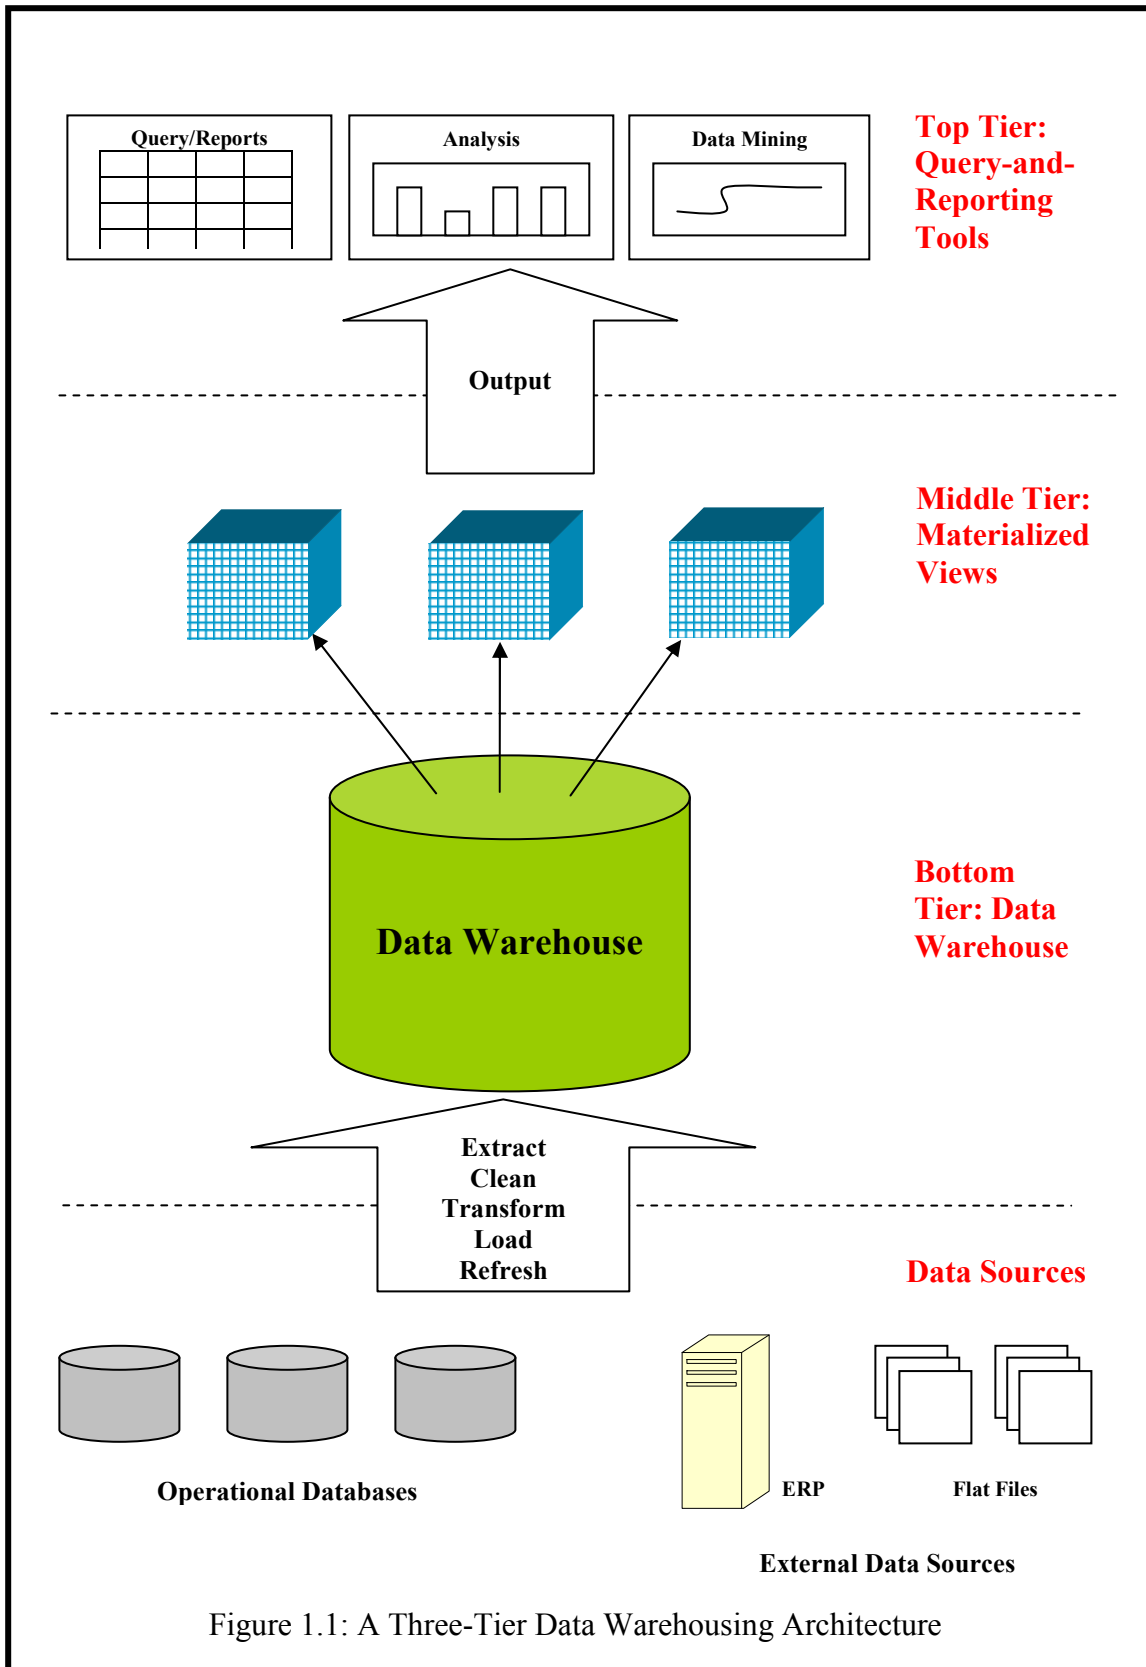 Query/Reports
Analysis
Data Mining
Top Tier:
Query-and-
Reporting
Tools
Output
Middle Tier:
Materialized
Views
Data Warehouse
Bottom
Tier: Data
Warehouse
Extract
Clean
Transform
Load
Refresh
Data Sources
Operational Databases
ERP
Flat Files
External Data Sources
Figure 1.1: A Three-Tier Data Warehousing Architecture